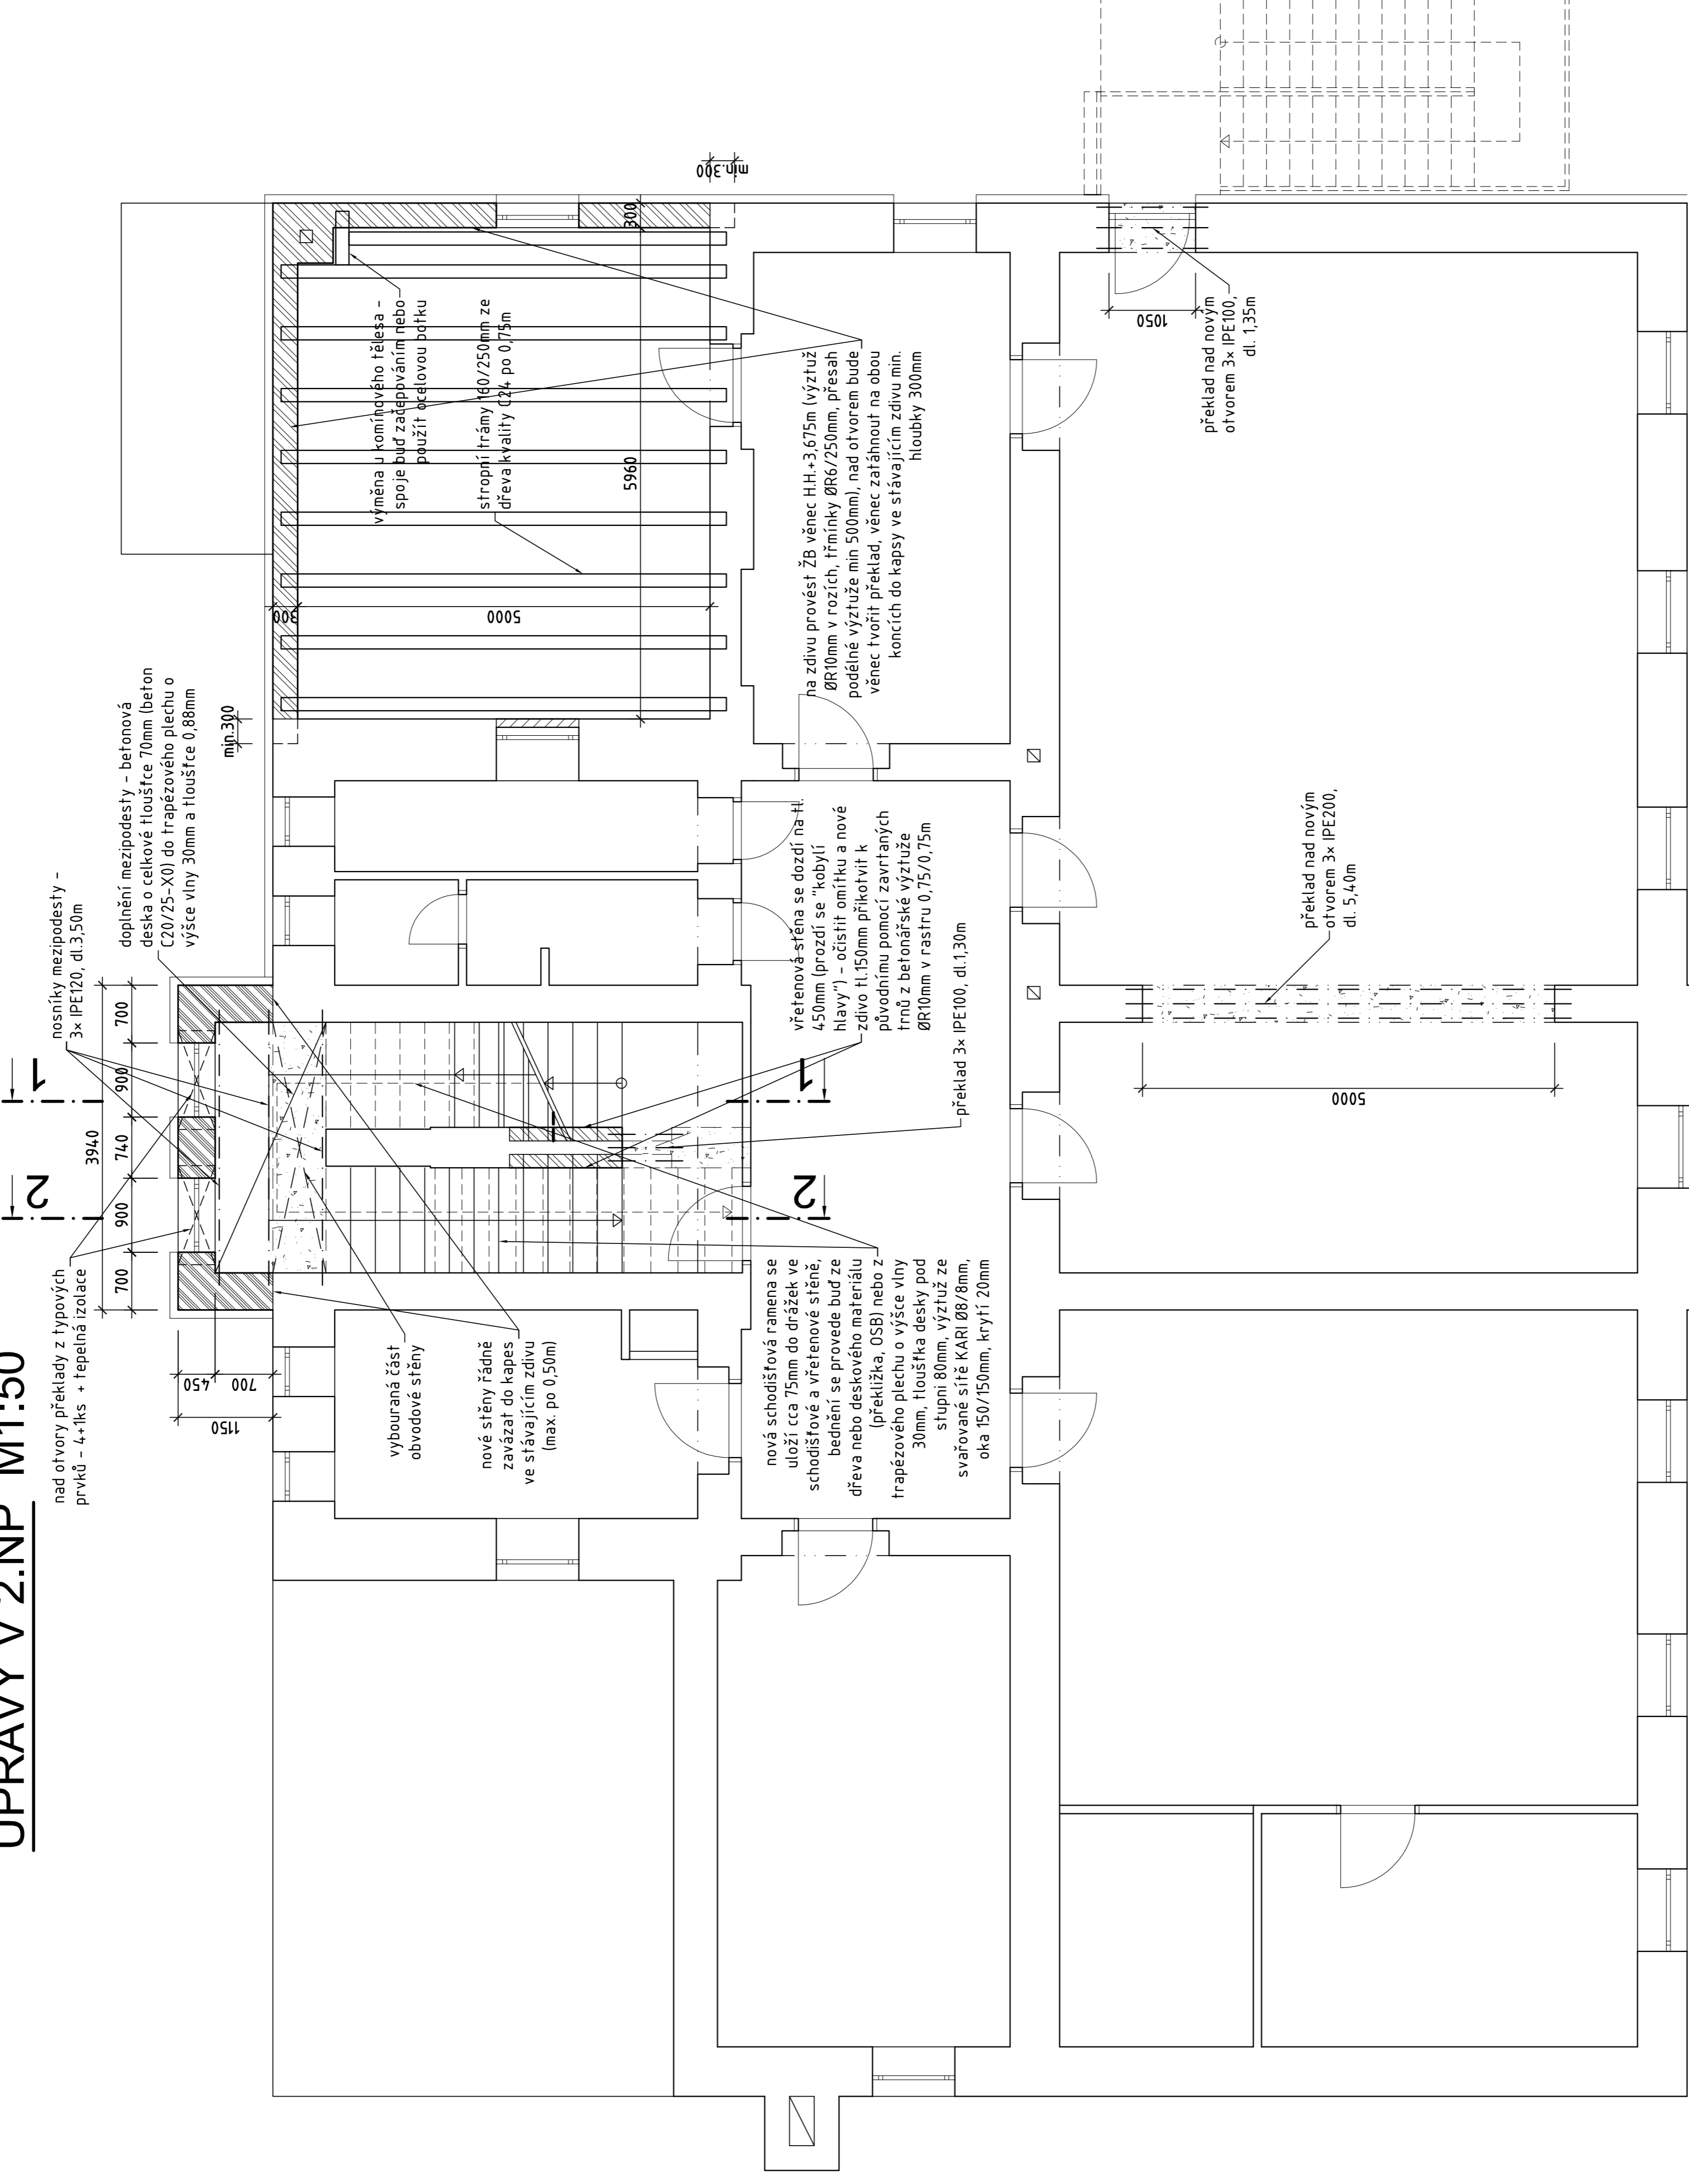 ÚPRAVY V 2.NP M1:50
nad otvory překlady z typových
prvků - 4+1ks + tepelná izolace
nosníky mezipodesty -
3× IPE120, dl.3,50m
doplnění mezipodesty - betonová
deska o celkové tloušťce 70mm (beton
C20/25-X0) do trapézového plechu o
výšce vlny 30mm a tloušťce 0,88mm
2
1
3940
700
900
740
900
700
450
700
1150
min.300
300
5000
5960
300
min.300
výměna u komínového tělesa -
spoje buď začepováním nebo
použít ocelovou botku
stropní trámy 160/250mm ze
dřeva kvality C24 po 0,75m
vybouraná část
obvodové stěny
nové stěny řádně
zavázat do kapes
ve stávajícím zdivu
(max. po 0,50m)
2
1
nová schodišťová ramena se
uloží cca 75mm do drážek ve
schodišťové a vřetenové stěně,
bednění se provede buď ze
dřeva nebo deskového materiálu
(překližka, OSB) nebo z
trapézového plechu o výšce vlny
30mm, tloušťka desky pod
stupni 80mm, výztuž ze
svařované sítě KARI Ø8/8mm,
oka 150/150mm, krytí 20mm
vřetenová stěna se dozdí na tl.
450mm (prozdí se "kobylí
hlavy") - očistit omítku a nové
zdivo tl.150mm přikotvit k
původnímu pomocí zavrtaných
trnů z betonářské výztuže
ØR10mm v rastru 0,75/0,75m
překlad 3× IPE100, dl.1,30m
na zdivu provést ŽB věnec H.H.+3,675m (výztuž
ØR10mm v rozích, třmínky ØR6/250mm, přesah
podélné výztuže min 500mm), nad otvorem bude
věnec tvořit překlad, věnec zatáhnout na obou
koncích do kapsy ve stávajícím zdivu min.
hloubky 300mm
1050
překlad nad novým
otvorem 3× IPE100,
dl. 1,35m
překlad nad novým
otvorem 3× IPE200,
dl. 5,40m
5000